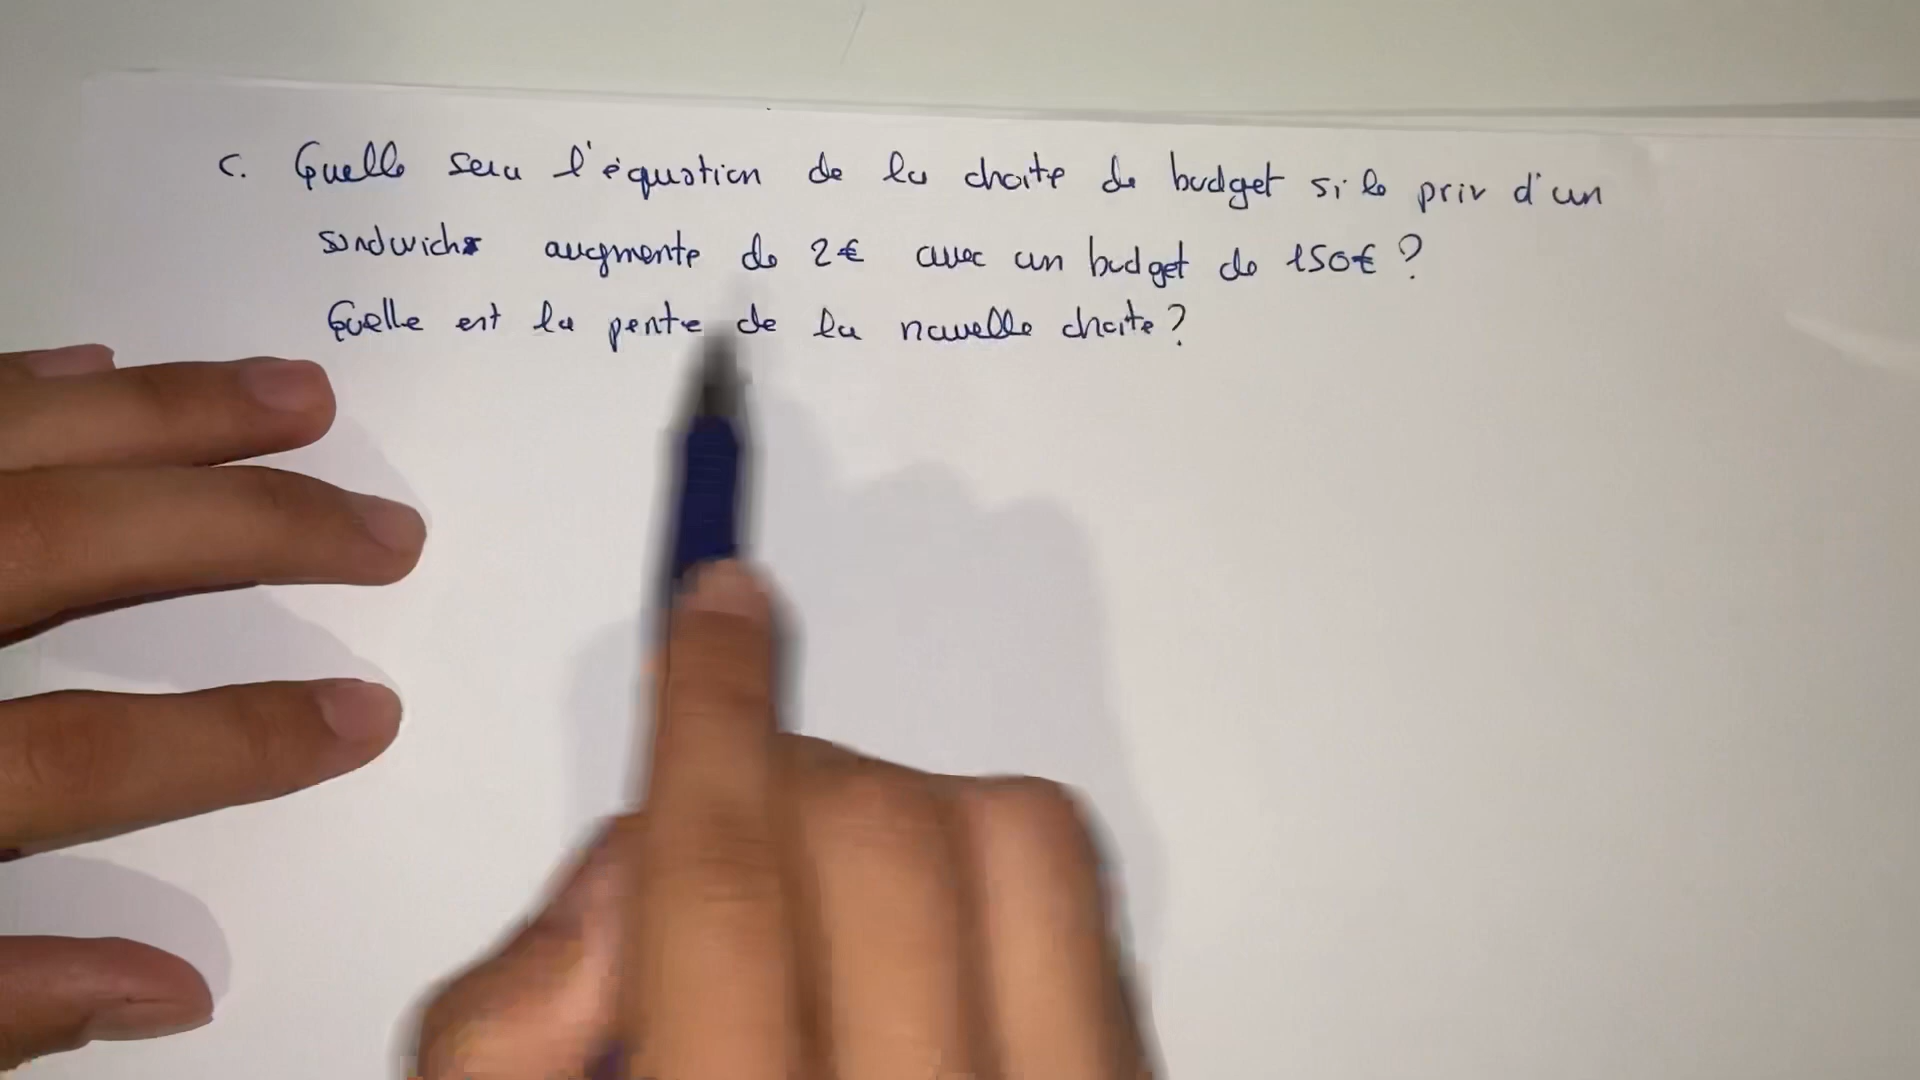 c. Quelle sera l'équation de la droite de budget si le prix d'un
sandwich augmente de 2€ avec un budget de 150€ ?
Quelle est la pente de la nouvelle droite ?